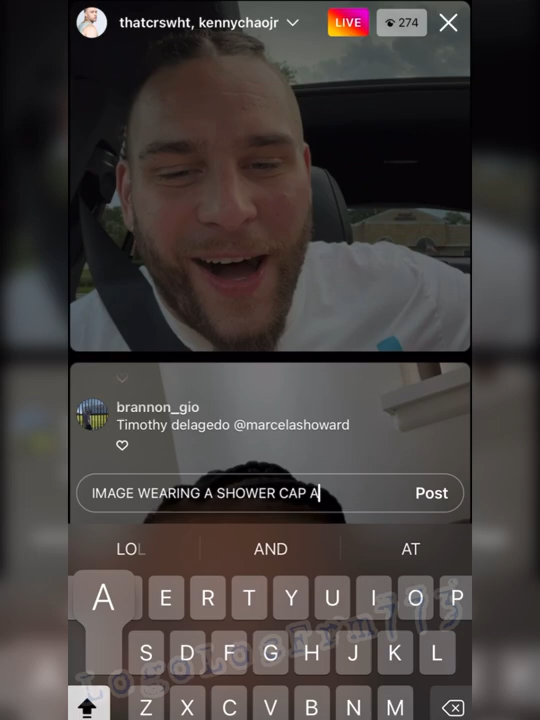 thatcrswht, kennychaojr
LIVE
274
brannon_gio
Timothy delagedo @marcelashoward
IMAGE WEARING A SHOWER CAP A
Post
LOL AND AT
A E R T Y U I O P
S D F G H J K L
Z X C V B N M